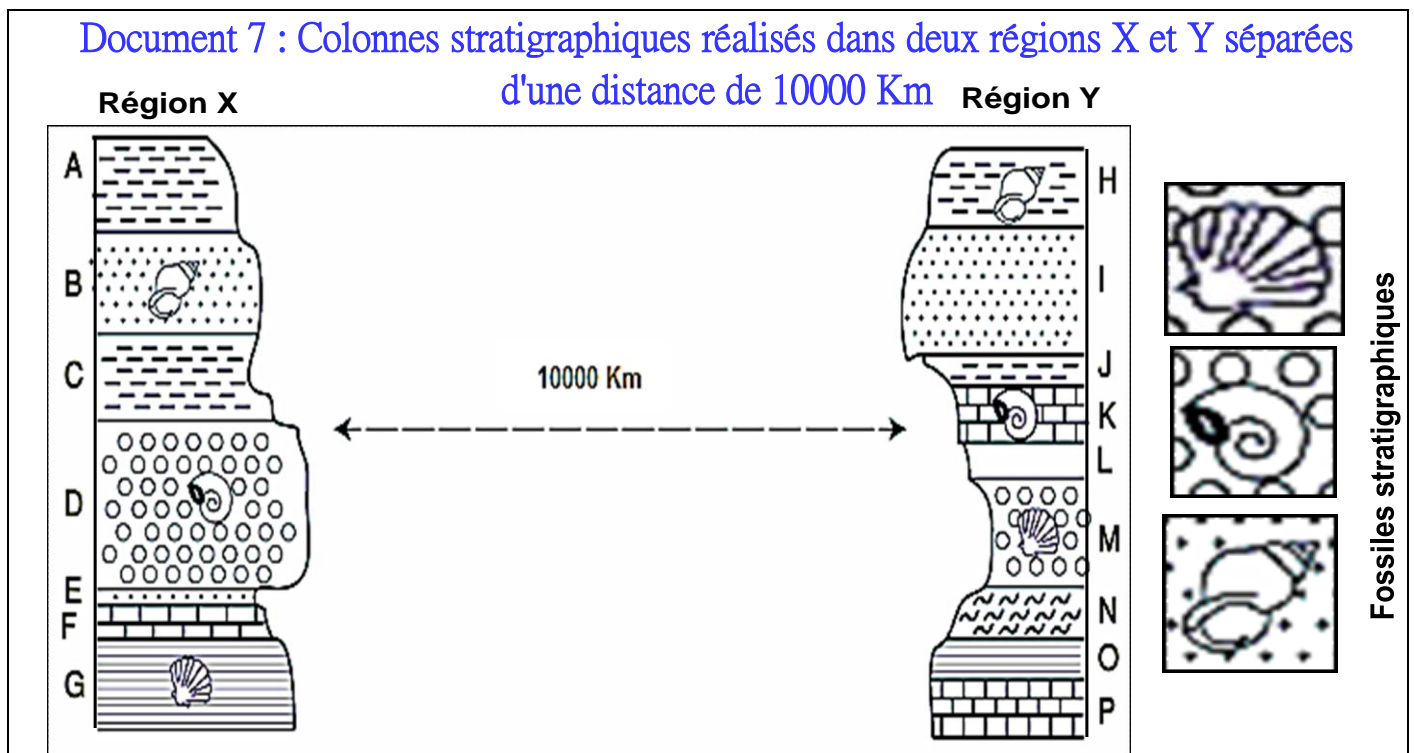 Document 7 : Colonnes stratigraphiques réalisés dans deux régions X et Y séparées
d'une distance de 10000 Km
Région X
Région Y
A
B
C
D
E
F
G
10000 Km
H
I
J
K
L
M
N
O
P
Fossiles stratigraphiques